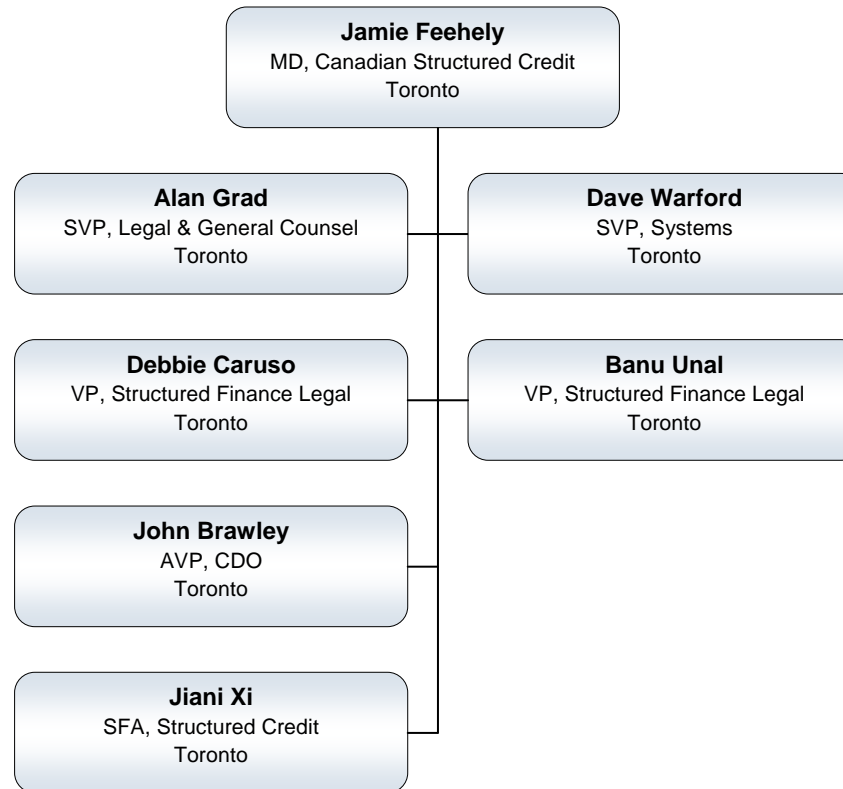 Jamie Feehely
MD, Canadian Structured Credit
Toronto
Alan Grad
SVP, Legal & General Counsel
Toronto
Dave Warford
SVP, Systems
Toronto
Debbie Caruso
VP, Structured Finance Legal
Toronto
Banu Unal
VP, Structured Finance Legal
Toronto
John Brawley
AVP, CDO
Toronto
Jiani Xi
SFA, Structured Credit
Toronto